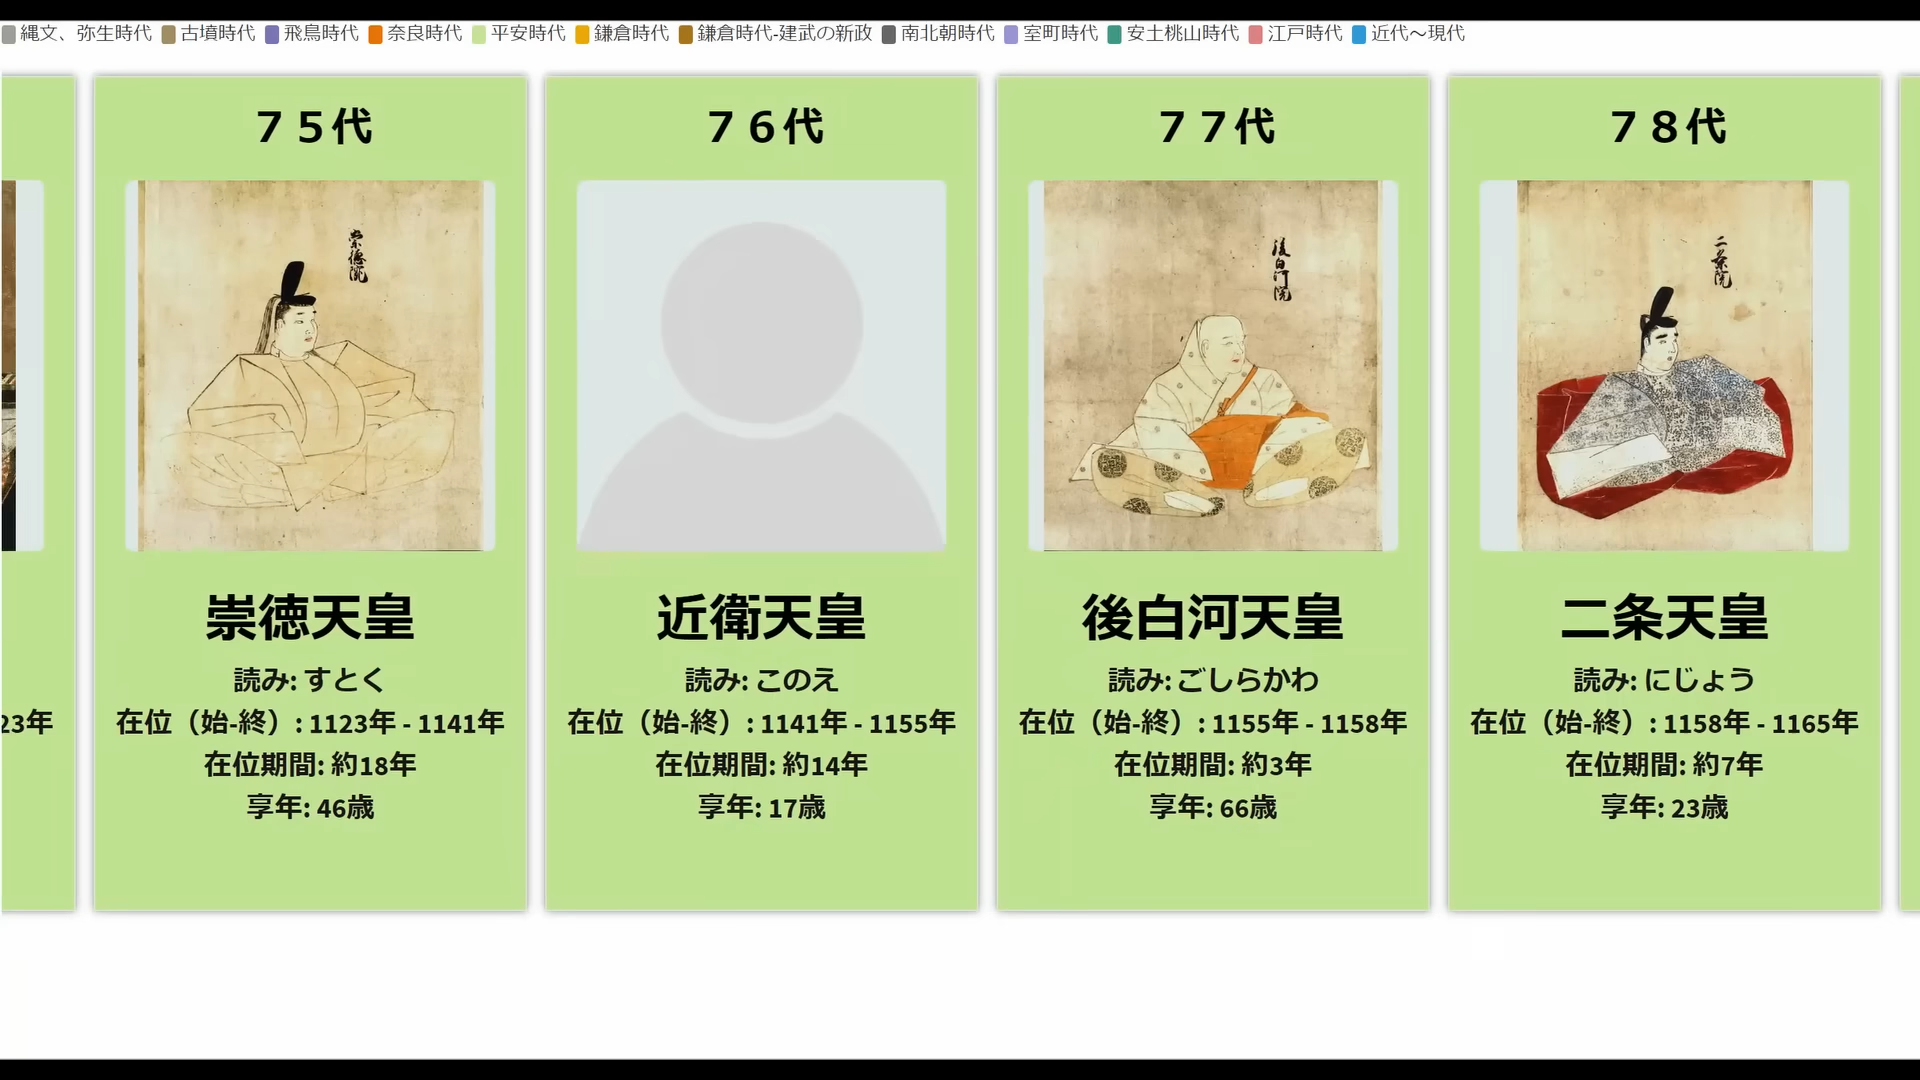 縄文、弥生時代 古墳時代 飛鳥時代 奈良時代 平安時代 鎌倉時代 鎌倉時代-建武の新政 南北朝時代 室町時代 安土桃山時代 江戸時代 近代～現代
23年
７５代
崇徳院
崇徳天皇
読み: すとく
在位（始-終）: 1123年 - 1141年
在位期間: 約18年
享年: 46歳
７６代
近衛天皇
読み: このえ
在位（始-終）: 1141年 - 1155年
在位期間: 約14年
享年: 17歳
７７代
後白河院
後白河天皇
読み: ごしらかわ
在位（始-終）: 1155年 - 1158年
在位期間: 約3年
享年: 66歳
７８代
二条院
二条天皇
読み: にじょう
在位（始-終）: 1158年 - 1165年
在位期間: 約7年
享年: 23歳